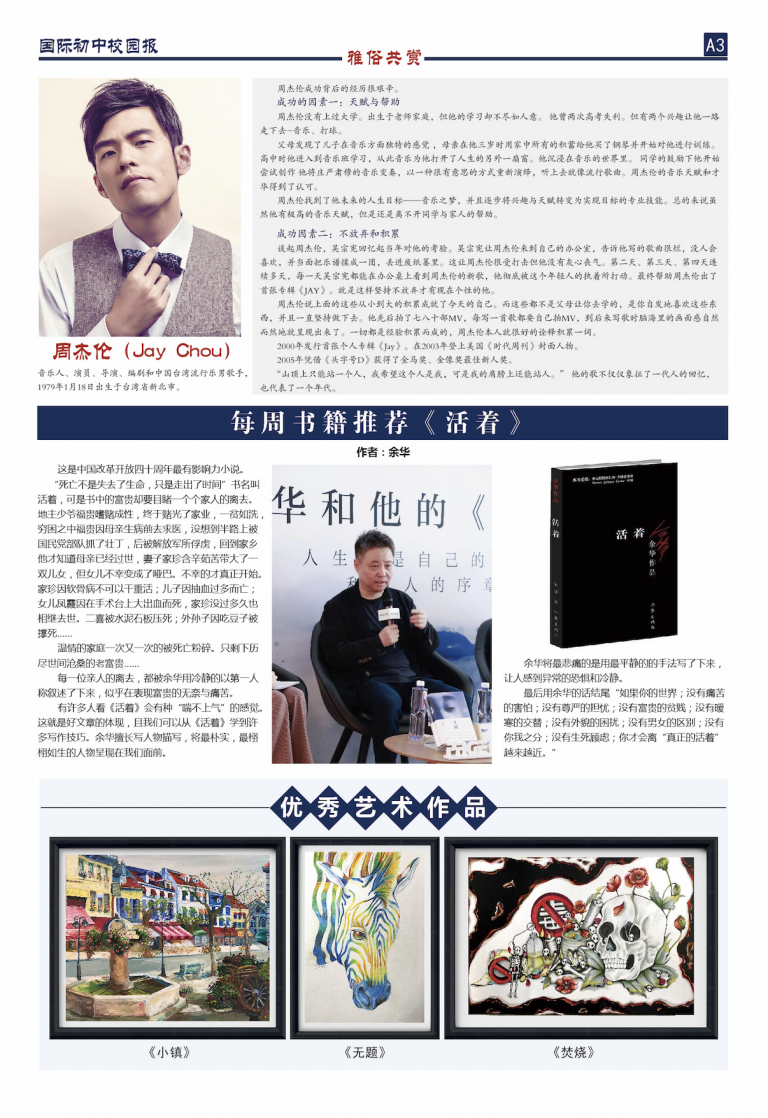 国际初中校园报
雅俗共赏
A3
周杰伦成功背后的经历很艰辛。
成功的因素一：天赋与帮助
周杰伦没有上过大学。出生于老师家庭，但他的学习却不尽如人意。 他曾两次高考失利。但有两个兴趣让他一路
走下去-音乐、打球。
父母发现了儿子在音乐方面独特的感觉 ，母亲在他三岁时周家中所有的积蓄给他买了钢琴并开始对他进行训练。
高中时他进入到音乐班学习，从此音乐为他打开了人生的另外一扇窗。他沉浸在音乐的世界里。 同学的鼓励下他开始
尝试创作 他将庄严肃穆的音乐变奏，以一种很有意思的方式重新演绎，听上去就像流行歌曲。周杰伦的音乐天赋和才
华得到了认可。
周杰伦找到了他未来的人生目标——音乐之梦，并且逐步将兴趣与天赋转变为实现目标的专业技能。总的来说虽
然他有极高的音乐天赋，但是还是离不开同学与家人的帮助。
成功因素二：不放弃和积累
谈起周杰伦，吴宗宪回忆起当年对他的考验。吴宗宪让周杰伦来到自己的办公室，告诉他写的歌曲很烂，没人会
喜欢，并当面把乐谱揉成一团，丢进废纸篓里。这让周杰伦很受打击但他没有灰心丧气。第二天、第三天、第四天连
续多天，每一天吴宗宪都能在办公桌上看到周杰伦的新歌，他彻底被这个年轻人的执着所打动。最终帮助周杰伦出了
首张专辑《JAY》。就是这样坚持不放弃才有现在个性的他。
周杰伦说上面的这些从小到大的积累成就了今天的自己。而这些都不是父母让你去学的，是你自发地喜欢这些东
西，并且一直坚持做下去。他先后拍了七八十部MV，每写一首歌都要自己拍MV，到后来写歌时脑海里的画面感自然
而然地就呈现出来了。一切都是经验积累而成的，周杰伦本人就很好的诠释积累一词。
2000年发行首张个人专辑《Jay》。在2003年登上美国《时代周刊》封面人物。
2005年凭借《头字号D》获得了金马奖、金像奖最佳新人奖。
“山顶上只能站一个人，我希望这个人是我，可是我的肩膀上还能站人。” 他的歌不仅仅象征了一代人的回忆，
也代表了一个年代。
周杰伦（Jay Chou）
音乐人、演员、导演、编剧和中国台湾流行乐男歌手，
1979年1月18日出生于台湾省新北市。
每周书籍推荐《活着》
作者：余华
这是中国改革开放四十周年最有影响力小说。
“死亡不是失去了生命，只是走出了时间”书名叫
活着，可是书中的富贵却要目睹一个个家人的离去。
地主少爷福贵嗜赌成性，终于赌光了家业，一贫如洗，
穷困之中福贵因母亲生病前去求医，没想到半路上被
国民党部队抓了壮丁，后被解放军所俘虏，回到家乡
他才知道母亲已经过世，妻子家珍含辛茹苦带大了一
双儿女，但女儿不幸变成了哑巴。不幸的才真正开始。
家珍因软骨病不可以干重活；儿子因抽血过多而亡；
女儿凤霞因在手术台上大出血而死，家珍没过多久也
相继去世。二喜被水泥石板压死；外孙子因吃豆子被
撑死......
温情的家庭一次又一次的被死亡粉碎。只剩下历
尽世间沧桑的老富贵......
每一位亲人的离去，都被余华用冷静的以第一人
称叙述了下来，似乎在表现富贵的无奈与痛苦。
有许多人看《活着》会有种“喘不上气”的感觉。
这就是好文章的体现，且我们可以从《活着》学到许
多写作技巧。余华擅长写人物描写，将最朴实，最栩
栩如生的人物呈现在我们面前。
华和他的《
人生
是自己的
人的序章
活着
余华作品
活着
余华将最悲痛的是用最平静的的手法写了下来，
让人感到异常的恐惧和冷静。
最后用余华的话结尾“如果你的世界；没有痛苦
的害怕；没有尊严的担忧；没有富贵的贫贱；没有暖
寒的交替；没有外貌的困扰；没有男女的区别；没有
你我之分；没有生死顾虑；你才会离“真正的活着”
越来越近。“
优秀艺术作品
《小镇》
《无题》
《焚烧》